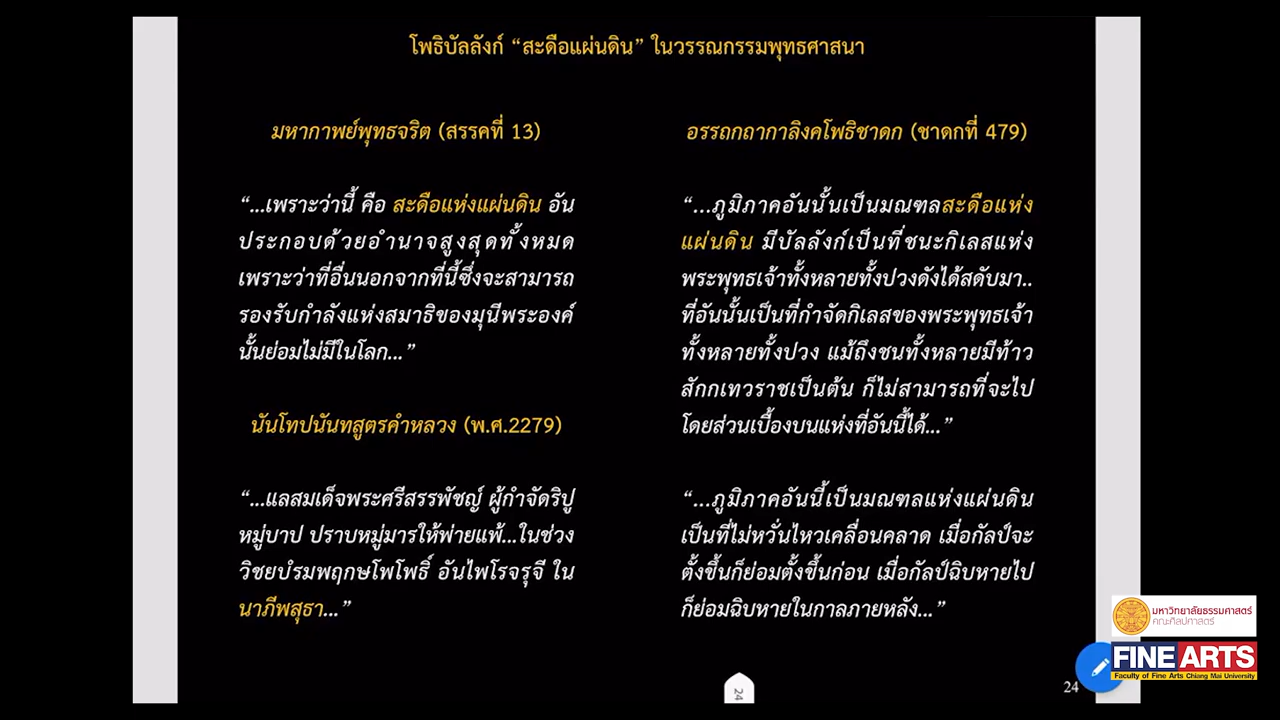 โพธิบัลลังก์ “สะดือแผ่นดิน” ในวรรณกรรมพุทธศาสนา
มหากาพย์พุทธจริต (สรรคที่ 13)
“...เพราะว่านี้ คือ สะดือแห่งแผ่นดิน อัน
ประกอบด้วยอำนาจสูงสุดทั้งหมด
เพราะว่าที่อื่นนอกจากที่นี้ซึ่งจะสามารถ
รองรับกำลังแห่งสมาธิของมุนีพระองค์
นั้นย่อมไม่มีในโลก...”
นันโทปนันทสูตรคำหลวง (พ.ศ.2279)
“...แลสมเด็จพระศรีสรรพัชญ์ ผู้กำจัดริปู
หมู่บาป ปราบหมู่มารให้พ่ายแพ้...ในช่วง
วิชยบํรมพฤกษโพโพธิ์ อันไพโรจรุจี ใน
นาภีพสุธา...”
อรรถกถากาลิงคโพธิชาดก (ชาดกที่ 479)
“...ภูมิภาคอันนั้นเป็นมณฑลสะดือแห่ง
แผ่นดิน มีบัลลังก์เป็นที่ชนะกิเลสแห่ง
พระพุทธเจ้าทั้งหลายทั้งปวงดังได้สดับมา..
ที่อันนั้นเป็นที่กำจัดกิเลสของพระพุทธเจ้า
ทั้งหลายทั้งปวง แม้ถึงชนทั้งหลายมีท้าว
สักกเทวราชเป็นต้น ก็ไม่สามารถที่จะไป
โดยส่วนเบื้องบนแห่งที่อันนี้ได้...”
“...ภูมิภาคอันนี้เป็นมณฑลแห่งแผ่นดิน
เป็นที่ไม่หวั่นไหวเคลื่อนคลาด เมื่อกัลป์จะ
ตั้งขึ้นก็ย่อมตั้งขึ้นก่อน เมื่อกัลป์ฉิบหายไป
ก็ย่อมฉิบหายในกาลภายหลัง...”
มหาวิทยาลัยธรรมศาสตร์
คณะศิลปศาสตร์
FINE ARTS
Faculty of Fine Arts Chiang Mai University
24
24